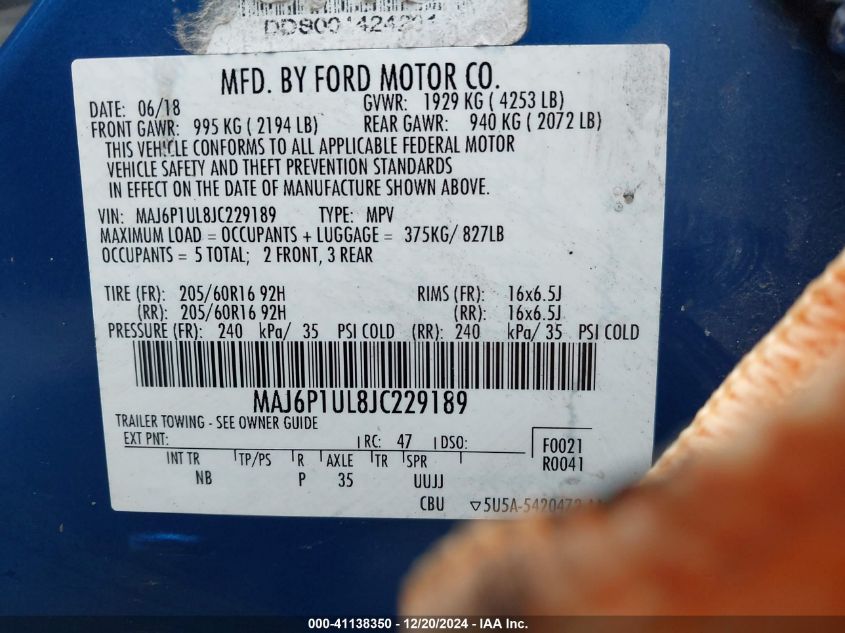 MFD. BY FORD MOTOR CO.
DATE: 06/18 GVWR: 1929 KG ( 4253 LB)
FRONT GAWR: 995 KG ( 2194 LB) REAR GAWR: 940 KG ( 2072 LB)
THIS VEHICLE CONFORMS TO ALL APPLICABLE FEDERAL MOTOR
VEHICLE SAFETY AND THEFT PREVENTION STANDARDS
IN EFFECT ON THE DATE OF MANUFACTURE SHOWN ABOVE.
VIN: MAJ6P1UL8JC229189 TYPE: MPV
MAXIMUM LOAD = OCCUPANTS + LUGGAGE = 375KG/ 827LB
OCCUPANTS = 5 TOTAL; 2 FRONT, 3 REAR
TIRE (FR): 205/60R16 92H RIMS (FR): 16x6.5J
(RR): 205/60R16 92H (RR): 16x6.5J
PRESSURE (FR): 240 kPa/ 35 PSI COLD (RR): 240 kPa/ 35 PSI COLD
MAJ6P1UL8JC229189
TRAILER TOWING - SEE OWNER GUIDE
EXT PNT: RC: 47 DSO: F0021
R0041
INT TR TP/PS R AXLE TR SPR
NB P 35 UUJJ
CBU
000-41138350 • 12/20/2024 • IAA Inc.